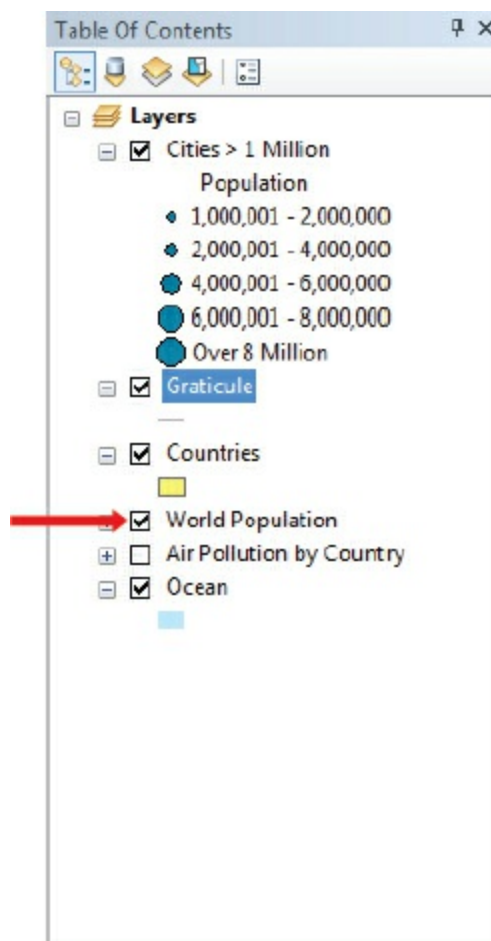 Table Of Contents
Layers
Cities > 1 Million
Population
1,000,001 - 2,000,000
2,000,001 - 4,000,000
4,000,001 - 6,000,000
6,000,001 - 8,000,000
Over 8 Million
Graticule
Countries
World Population
Air Pollution by Country
Ocean